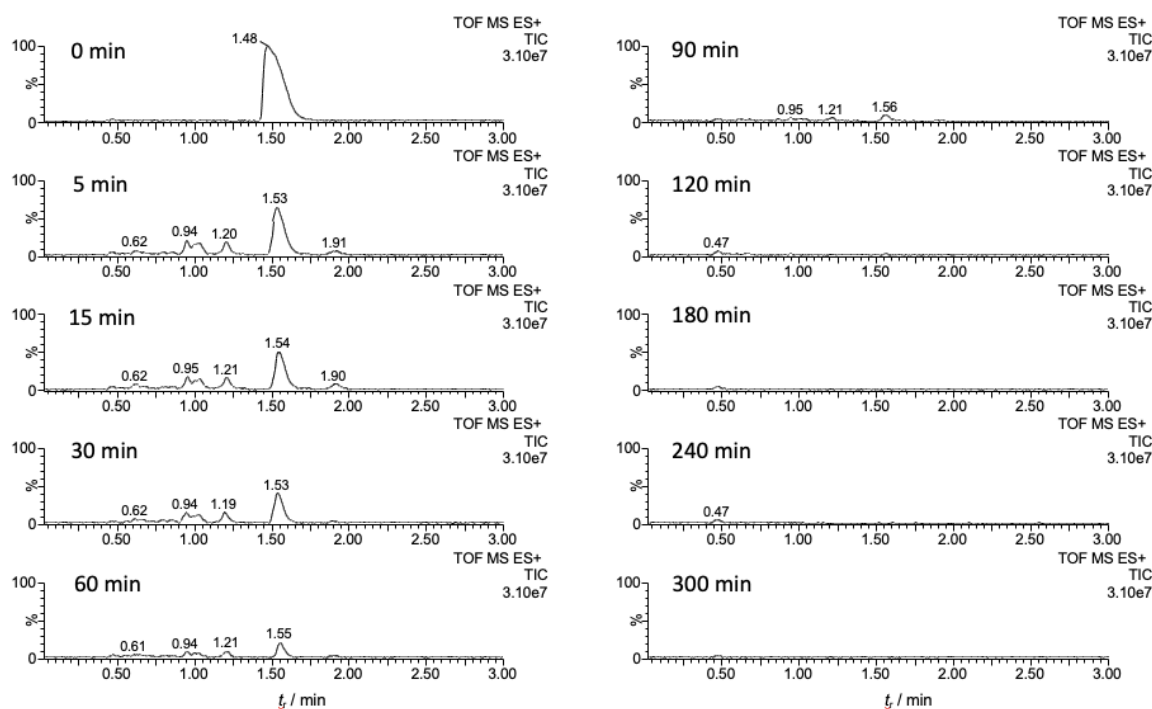 TOF MS ES+
TIC
3.10e7
0 min
1.48
100
%
0
0.50 1.00 1.50 2.00 2.50 3.00
TOF MS ES+
TIC
3.10e7
5 min
100
%
0
0.62 0.94 1.20 1.53 1.91
0.50 1.00 1.50 2.00 2.50 3.00
TOF MS ES+
TIC
3.10e7
15 min
100
%
0
0.62 0.95 1.21 1.54 1.90
0.50 1.00 1.50 2.00 2.50 3.00
TOF MS ES+
TIC
3.10e7
30 min
100
%
0
0.62 0.94 1.19 1.53
0.50 1.00 1.50 2.00 2.50 3.00
TOF MS ES+
TIC
3.10e7
60 min
100
%
0
0.61 0.94 1.21 1.55
0.50 1.00 1.50 2.00 2.50 3.00
tr / min
TOF MS ES+
TIC
3.10e7
90 min
100
%
0
0.95 1.21 1.56
0.50 1.00 1.50 2.00 2.50 3.00
TOF MS ES+
TIC
3.10e7
120 min
100
%
0
0.47
0.50 1.00 1.50 2.00 2.50 3.00
TOF MS ES+
TIC
3.10e7
180 min
100
%
0
0.50 1.00 1.50 2.00 2.50 3.00
TOF MS ES+
TIC
3.10e7
240 min
100
%
0
0.47
0.50 1.00 1.50 2.00 2.50 3.00
TOF MS ES+
TIC
3.10e7
300 min
100
%
0
0.50 1.00 1.50 2.00 2.50 3.00
tr / min